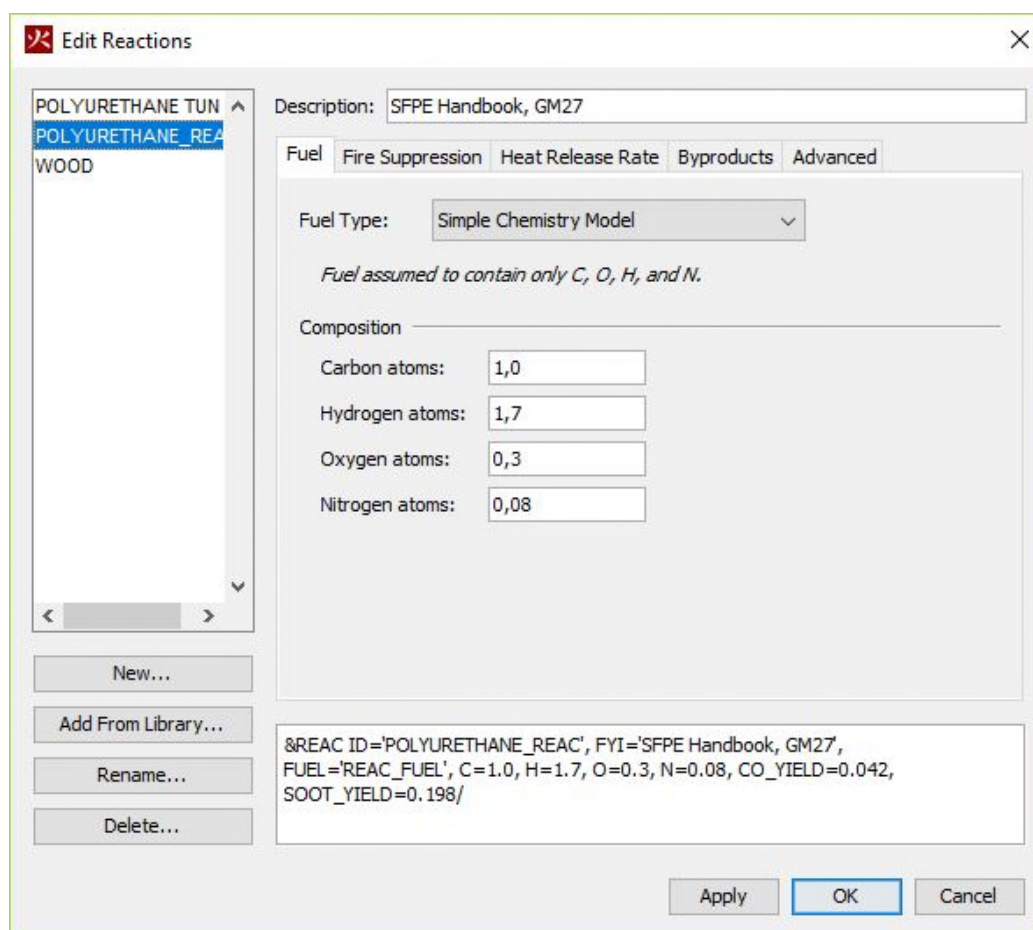 Edit Reactions
POLYURETHANE TUN
POLYURETHANE_REA
WOOD
Description: SFPE Handbook, GM27
Fuel Fire Suppression Heat Release Rate Byproducts Advanced
Fuel Type: Simple Chemistry Model
Fuel assumed to contain only C, O, H, and N.
Composition
Carbon atoms: 1,0
Hydrogen atoms: 1,7
Oxygen atoms: 0,3
Nitrogen atoms: 0,08
New...
Add From Library...
Rename...
Delete...
&REAC ID='POLYURETHANE_REAC', FYI='SFPE Handbook, GM27',
FUEL='REAC_FUEL', C=1.0, H=1.7, O=0.3, N=0.08, CO_YIELD=0.042,
SOOT_YIELD=0.198/
Apply OK Cancel